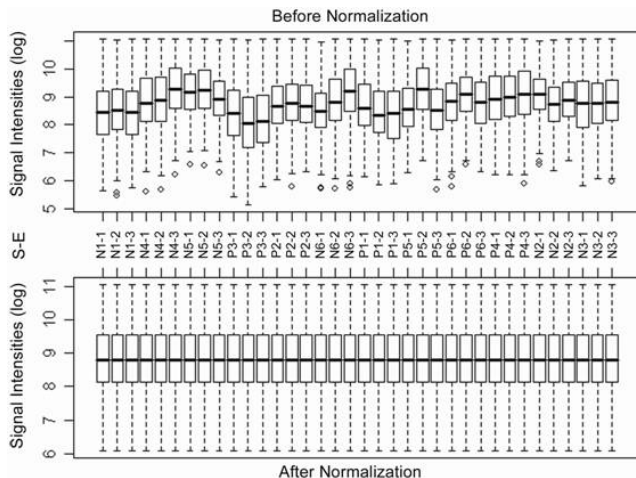 Before Normalization
Signal Intensities (log)
11
10
9
8
7
6
5
S-E
N1-1
N1-2
N1-3
N4-1
N4-2
N4-3
N5-1
N5-2
N5-3
P3-1
P3-2
P3-3
P2-1
P2-2
P2-3
N6-1
N6-2
N6-3
P1-1
P1-2
P1-3
P5-1
P5-2
P5-3
P6-1
P6-2
P6-3
P4-1
P4-2
P4-3
N2-1
N2-2
N2-3
N3-1
N3-2
N3-3
Signal Intensities (log)
11
10
9
8
7
6
After Normalization